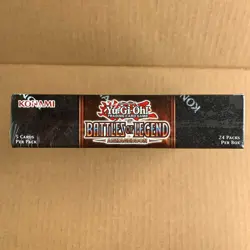 KONAMI
Yu-Gi-Oh!
TRADING CARD GAME
BATTLES OF LEGEND
ARMAGEDDON
5 CARDS
PER PACK
24 PACKS
PER BOX
KONAMI